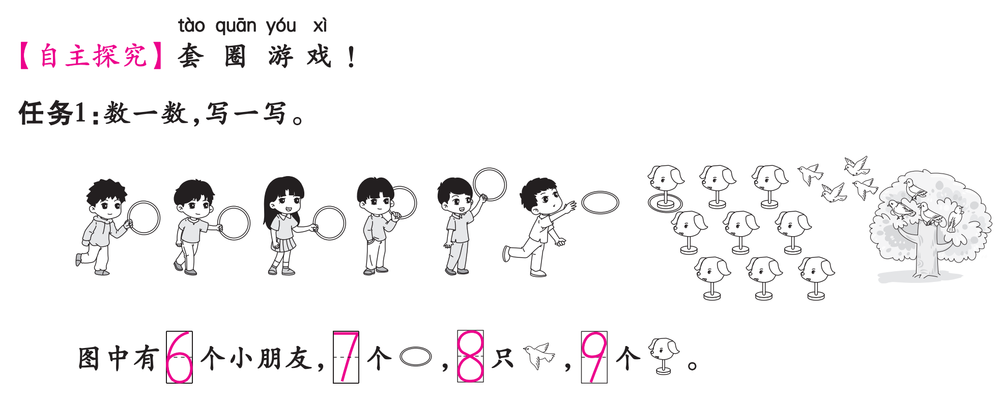 tào quān yóu xì
【自主探究】套圈游戏！
任务1：数一数，写一写。
图中有6个小朋友，7个，8只，9个。